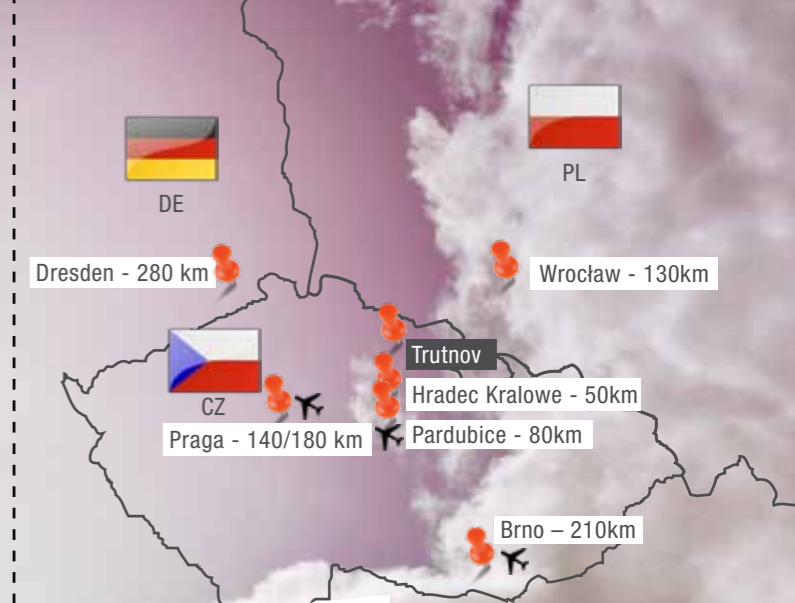 DE
PL
Dresden - 280 km
Wrocław - 130km
Trutnov
CZ
Hradec Kralowe - 50km
Praga - 140/180 km
Pardubice - 80km
Brno – 210km